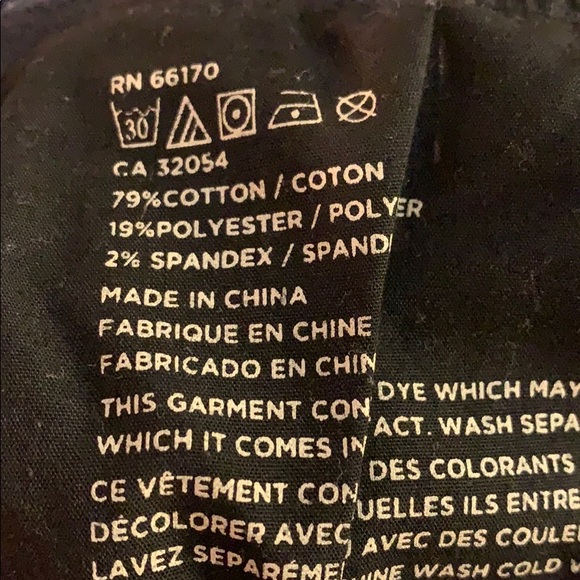 RN 66170
30
CA 32054
79%COTTON / COTON
19%POLYESTER / POLYER
2% SPANDEX / SPAND
MADE IN CHINA
FABRIQUE EN CHINE
FABRICADO EN CHIN
THIS GARMENT CON
WHICH IT COMES IN
CE VÊTEMENT CON
DÉCOLORER AVEC
LAVEZ SÉPARÉME
DYE WHICH MAY
ACT. WASH SEPA
DES COLORANTS
UELLES ILS ENTRE
AVEC DES COULE
INE WASH COLD